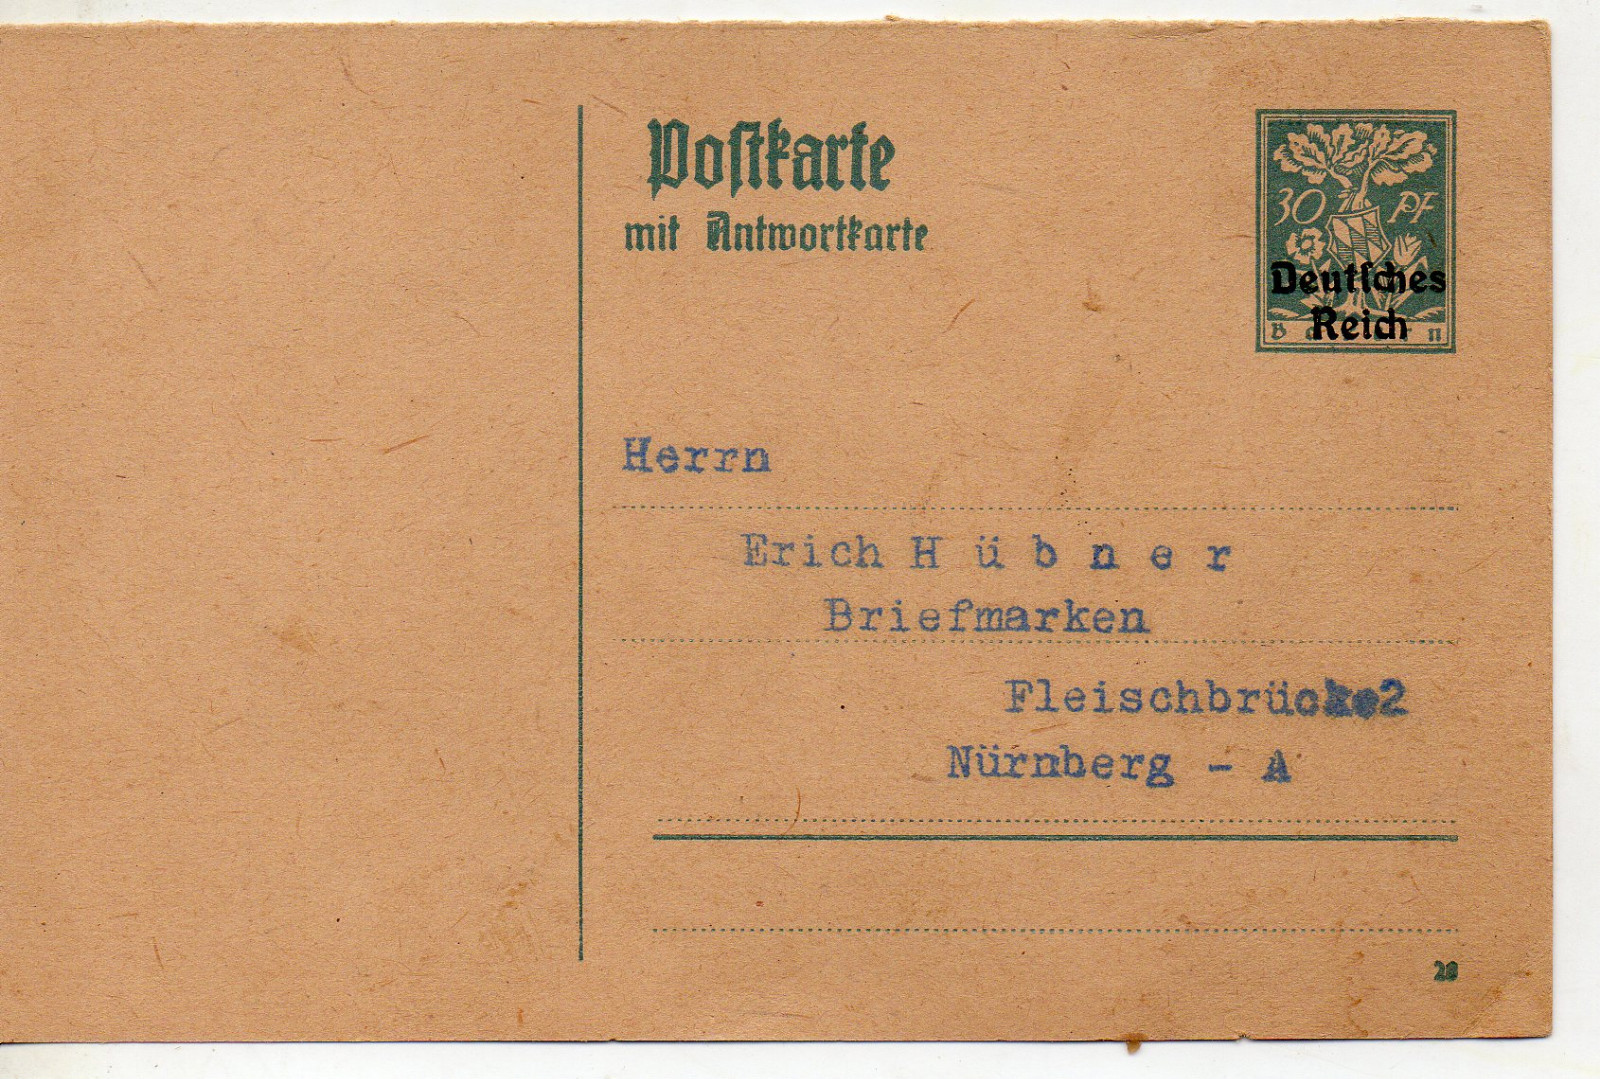 Postkarte
mit Antwortkarte
30 Pf
Deutsches
Reich
Herrn
Erich H ü b n e r
Briefmarken
Fleischbrücke2
Nürnberg - A